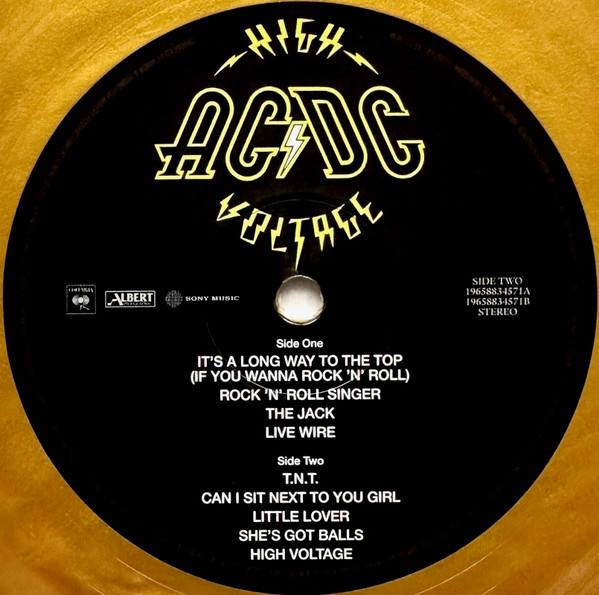 HIGH
AC DC
VOLTAGE
COLUMBIA
ALBERT
SONY MUSIC
SIDE TWO
19658834571A
19658834571B
STEREO
Side One
IT'S A LONG WAY TO THE TOP
(IF YOU WANNA ROCK 'N' ROLL)
ROCK 'N' ROLL SINGER
THE JACK
LIVE WIRE
Side Two
T.N.T.
CAN I SIT NEXT TO YOU GIRL
LITTLE LOVER
SHE'S GOT BALLS
HIGH VOLTAGE